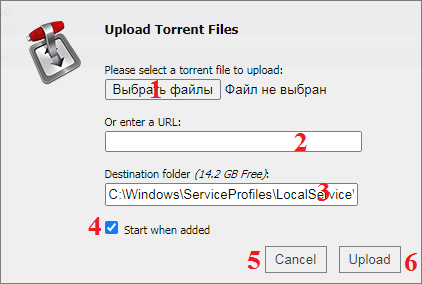 Upload Torrent Files
Please select a torrent file to upload:
Выбрать файлы Файл не выбран
1
Or enter a URL:
2
Destination folder (14.2 GB Free):
C:\Windows\ServiceProfiles\LocalService\
3
4 Start when added
5 Cancel Upload 6